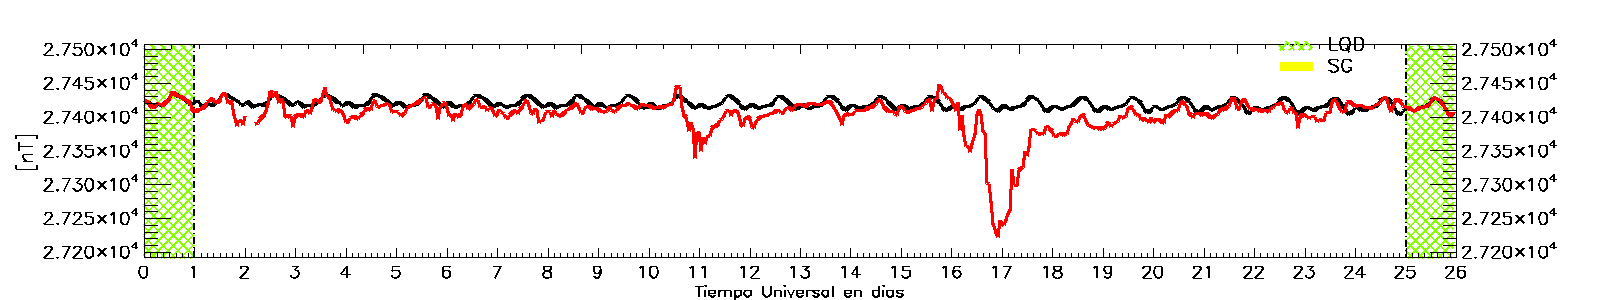 LQD
SG
2.750×10⁴ 2.750×10⁴
2.745×10⁴ 2.745×10⁴
2.740×10⁴ 2.740×10⁴
2.735×10⁴ 2.735×10⁴
2.730×10⁴ 2.730×10⁴
2.725×10⁴ 2.725×10⁴
2.720×10⁴ 2.720×10⁴
[nT]
0 1 2 3 4 5 6 7 8 9 10 11 12 13 14 15 16 17 18 19 20 21 22 23 24 25 26
Tiempo Universal en dias